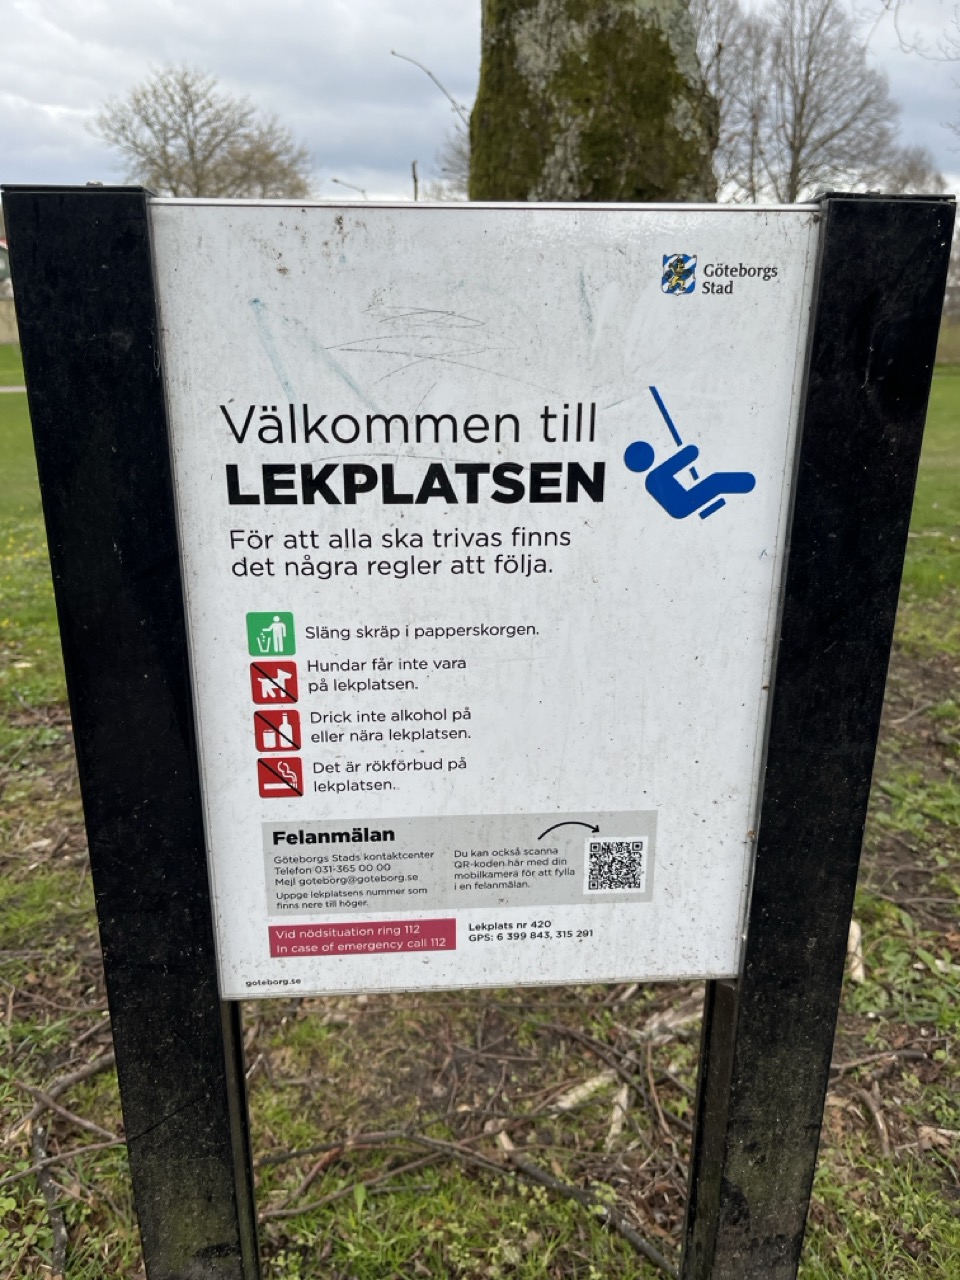 Göteborgs
Stad
Välkommen till
LEKPLATSEN
För att alla ska trivas finns
det några regler att följa.
Släng skräp i papperskorgen.
Hundar får inte vara
på lekplatsen.
Drick inte alkohol på
eller nära lekplatsen.
Det är rökförbud på
lekplatsen.
Felanmälan
Göteborgs Stads kontaktcenter
Telefon 031-365 00 00
Mejl goteborg@goteborg.se
Uppge lekplatsens nummer som
finns nere till höger.
Du kan också scanna
QR-koden här med din
mobilkamera för att fylla
i en felanmälan.
Vid nödsituation ring 112
In case of emergency call 112
Lekplats nr 420
GPS: 6 399 843, 315 291
goteborg.se